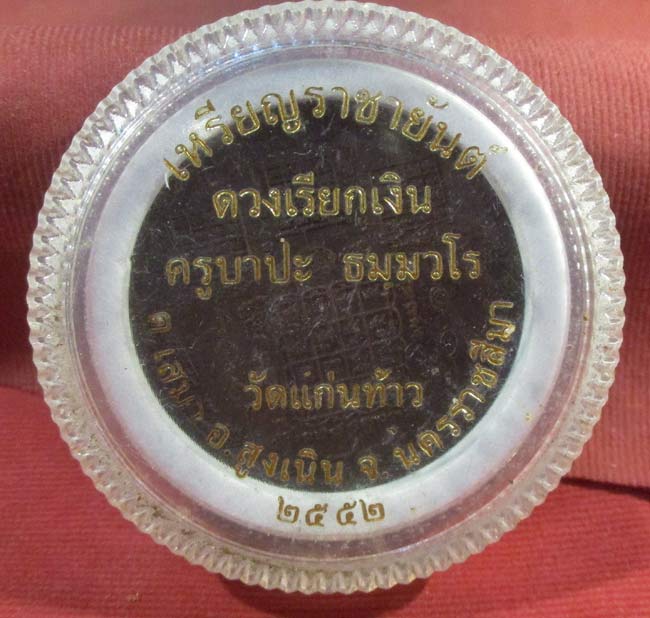 เหรียญราชายันต์
ดวงเรียกเงิน
ครูบาปะ ธมฺมวโร
วัดแก่นท้าว
ต.เสมา อ.สูงเนิน จ.นครราชสีมา
๒๕๕๒